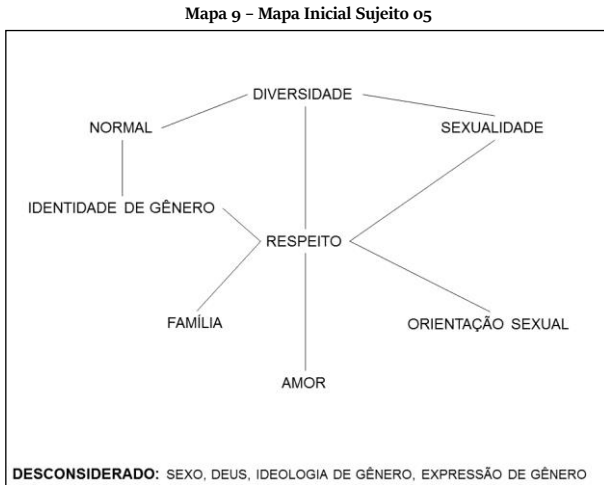 Mapa 9 – Mapa Inicial Sujeito 05
DIVERSIDADE
NORMAL
SEXUALIDADE
IDENTIDADE DE GÊNERO
RESPEITO
FAMÍLIA
ORIENTAÇÃO SEXUAL
AMOR
DESCONSIDERADO: SEXO, DEUS, IDEOLOGIA DE GÊNERO, EXPRESSÃO DE GÊNERO